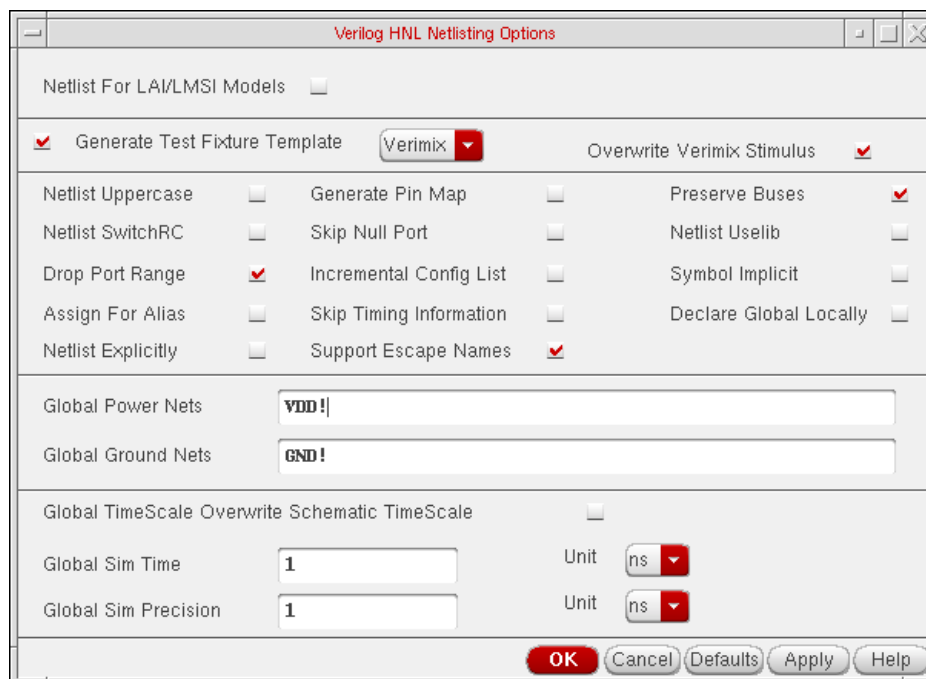 Verilog HNL Netlisting Options
Netlist For LAI/LMSI Models
Generate Test Fixture Template Verimix Overwrite Verimix Stimulus
Netlist Uppercase Generate Pin Map Preserve Buses
Netlist SwitchRC Skip Null Port Netlist Uselib
Drop Port Range Incremental Config List Symbol Implicit
Assign For Alias Skip Timing Information Declare Global Locally
Netlist Explicitly Support Escape Names
Global Power Nets VDD!
Global Ground Nets GND!
Global TimeScale Overwrite Schematic TimeScale
Global Sim Time 1 Unit ns
Global Sim Precision 1 Unit ns
OK Cancel Defaults Apply Help